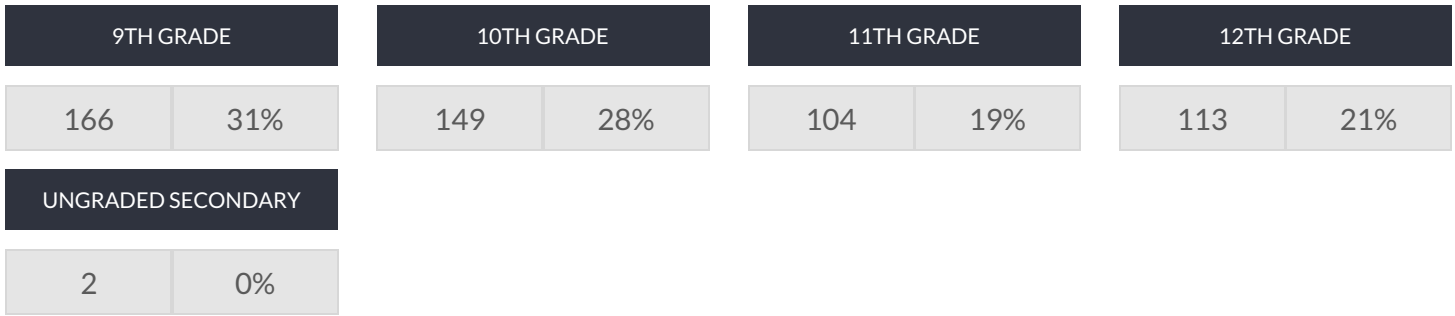 9TH GRADE 10TH GRADE 11TH GRADE 12TH GRADE
166 31% 149 28% 104 19% 113 21%
UNGRADED SECONDARY
2 0%